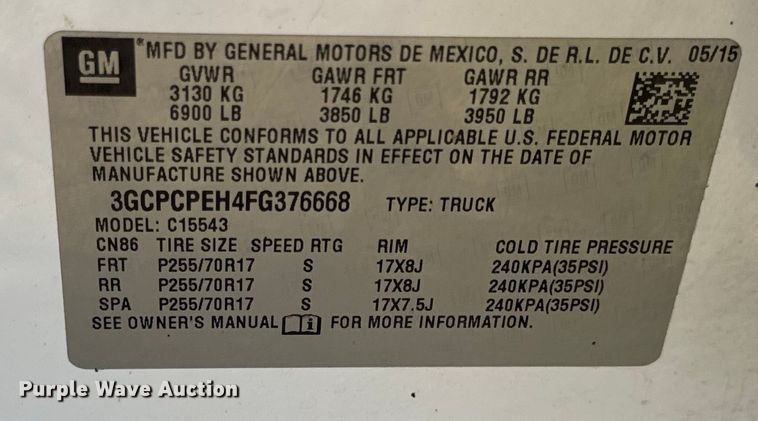 GM
*MFD BY GENERAL MOTORS DE MEXICO, S. DE R.L. DE C.V. 05/15
GVWR GAWR FRT GAWR RR
3130 KG 1746 KG 1792 KG
6900 LB 3850 LB 3950 LB
THIS VEHICLE CONFORMS TO ALL APPLICABLE U.S. FEDERAL MOTOR
VEHICLE SAFETY STANDARDS IN EFFECT ON THE DATE OF
MANUFACTURE SHOWN ABOVE.
3GCPCPEH4FG376668 TYPE: TRUCK
MODEL: C15543
CN86 TIRE SIZE SPEED RTG RIM COLD TIRE PRESSURE
FRT P255/70R17 S 17X8J 240KPA(35PSI)
RR P255/70R17 S 17X8J 240KPA(35PSI)
SPA P255/70R17 S 17X7.5J 240KPA(35PSI)
SEE OWNER'S MANUAL i FOR MORE INFORMATION.
Purple Wave Auction